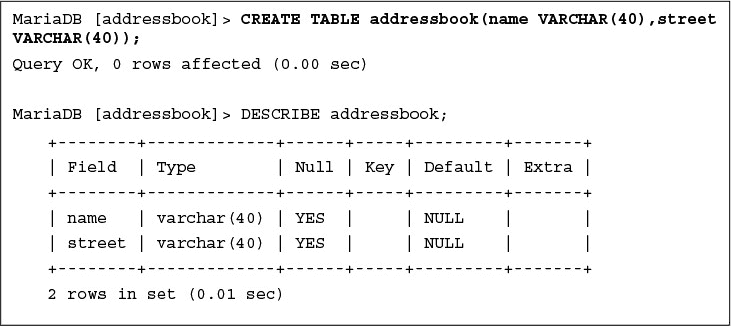 MariaDB [addressbook]> CREATE TABLE addressbook(name VARCHAR(40),street
VARCHAR(40));
Query OK, 0 rows affected (0.00 sec)
MariaDB [addressbook]> DESCRIBE addressbook;
+--------+-------------+------+-----+---------+-------+
| Field  | Type        | Null | Key | Default | Extra |
+--------+-------------+------+-----+---------+-------+
| name   | varchar(40) | YES  |     | NULL    |       |
| street | varchar(40) | YES  |     | NULL    |       |
+--------+-------------+------+-----+---------+-------+
2 rows in set (0.01 sec)